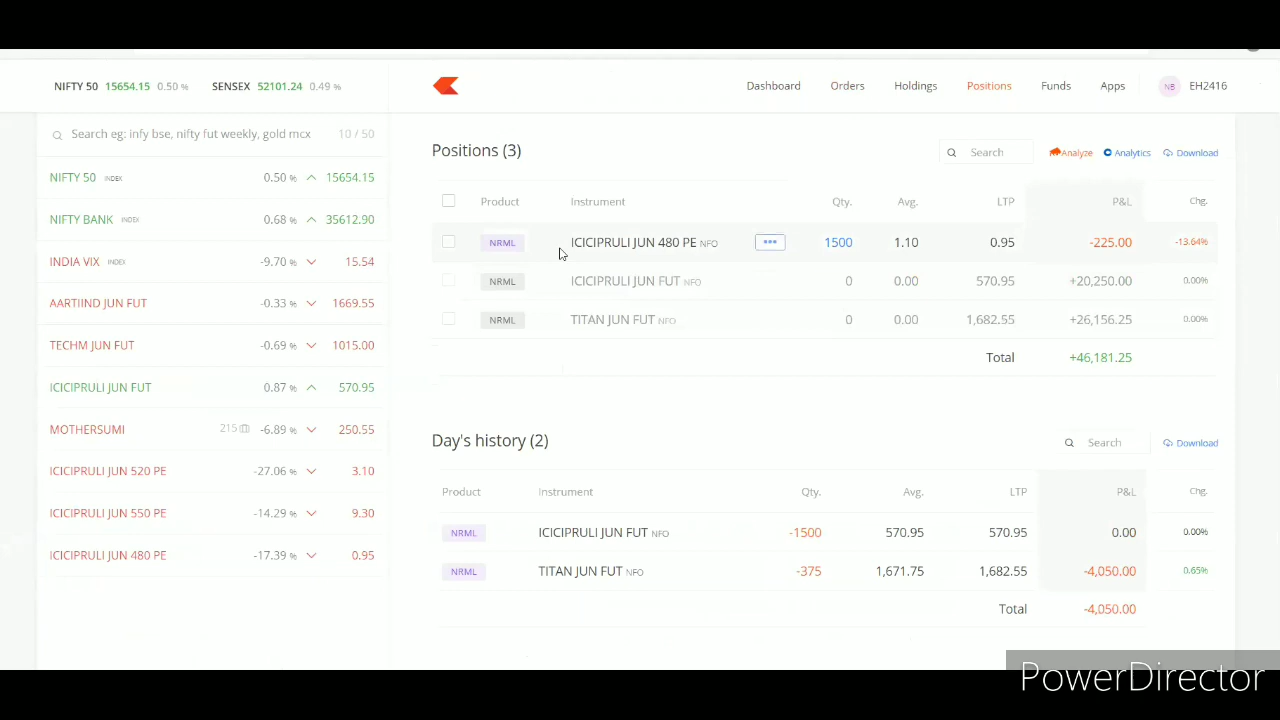 NIFTY 50 15654.15 0.50 % SENSEX 52101.24 0.49 %
Dashboard Orders Holdings Positions Funds Apps NB EH2416
Search eg: infy bse, nifty fut weekly, gold mcx 10 / 50
NIFTY 50 INDEX 0.50 % 15654.15
NIFTY BANK INDEX 0.68 % 35612.90
INDIA VIX INDEX -9.70 % 15.54
AARTIIND JUN FUT -0.33 % 1669.55
TECHM JUN FUT -0.69 % 1015.00
ICICIPRULI JUN FUT 0.87 % 570.95
MOTHERSUMI 215 -6.89 % 250.55
ICICIPRULI JUN 520 PE -27.06 % 3.10
ICICIPRULI JUN 550 PE -14.29 % 9.30
ICICIPRULI JUN 480 PE -17.39 % 0.95
Positions (3) Search Analyze Analytics Download
Product Instrument Qty. Avg. LTP P&L Chg.
NRML ICICIPRULI JUN 480 PE NFO 1500 1.10 0.95 -225.00 -13.64%
NRML ICICIPRULI JUN FUT NFO 0 0.00 570.95 +20,250.00 0.00%
NRML TITAN JUN FUT NFO 0 0.00 1,682.55 +26,156.25 0.00%
Total +46,181.25
Day's history (2) Search Download
Product Instrument Qty. Avg. LTP P&L Chg.
NRML ICICIPRULI JUN FUT NFO -1500 570.95 570.95 0.00 0.00%
NRML TITAN JUN FUT NFO -375 1,671.75 1,682.55 -4,050.00 0.65%
Total -4,050.00
PowerDirector